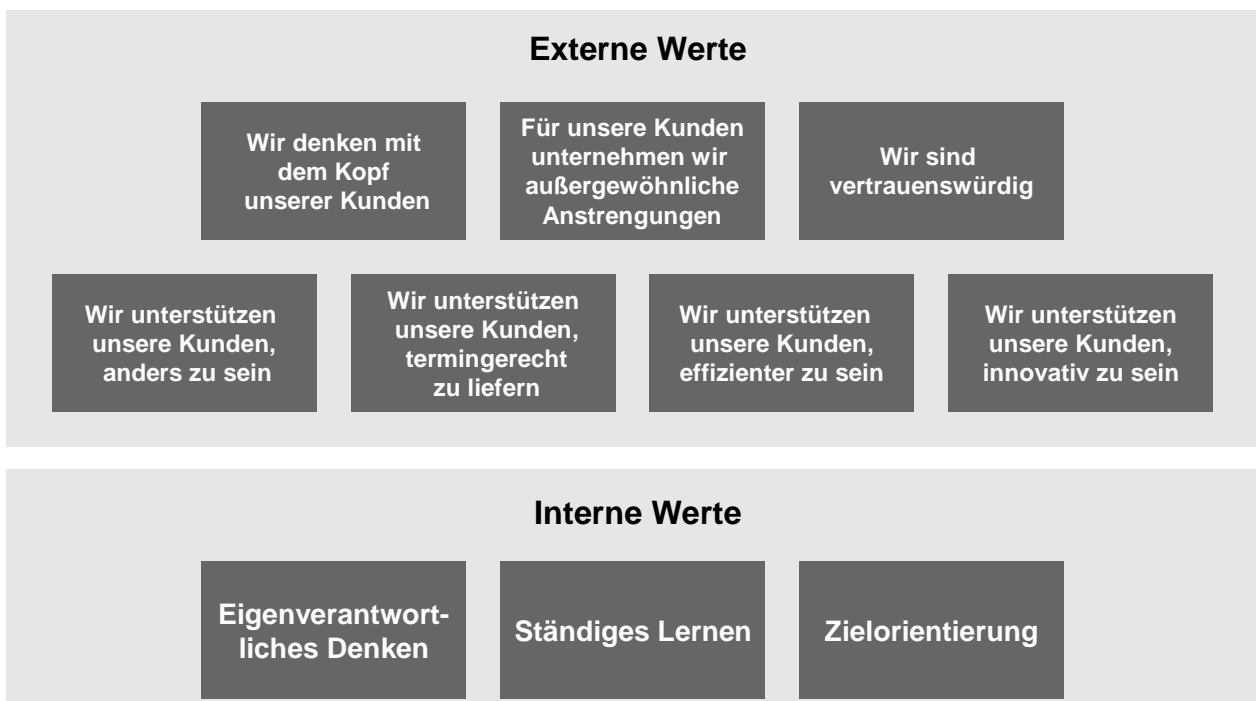 Externe Werte
Wir denken mit
dem Kopf
unserer Kunden
Für unsere Kunden
unternehmen wir
außergewöhnliche
Anstrengungen
Wir sind
vertrauenswürdig
Wir unterstützen
unsere Kunden,
anders zu sein
Wir unterstützen
unsere Kunden,
termingerecht
zu liefern
Wir unterstützen
unsere Kunden,
effizienter zu sein
Wir unterstützen
unsere Kunden,
innovativ zu sein
Interne Werte
Eigenverantwort-
liches Denken
Ständiges Lernen
Zielorientierung